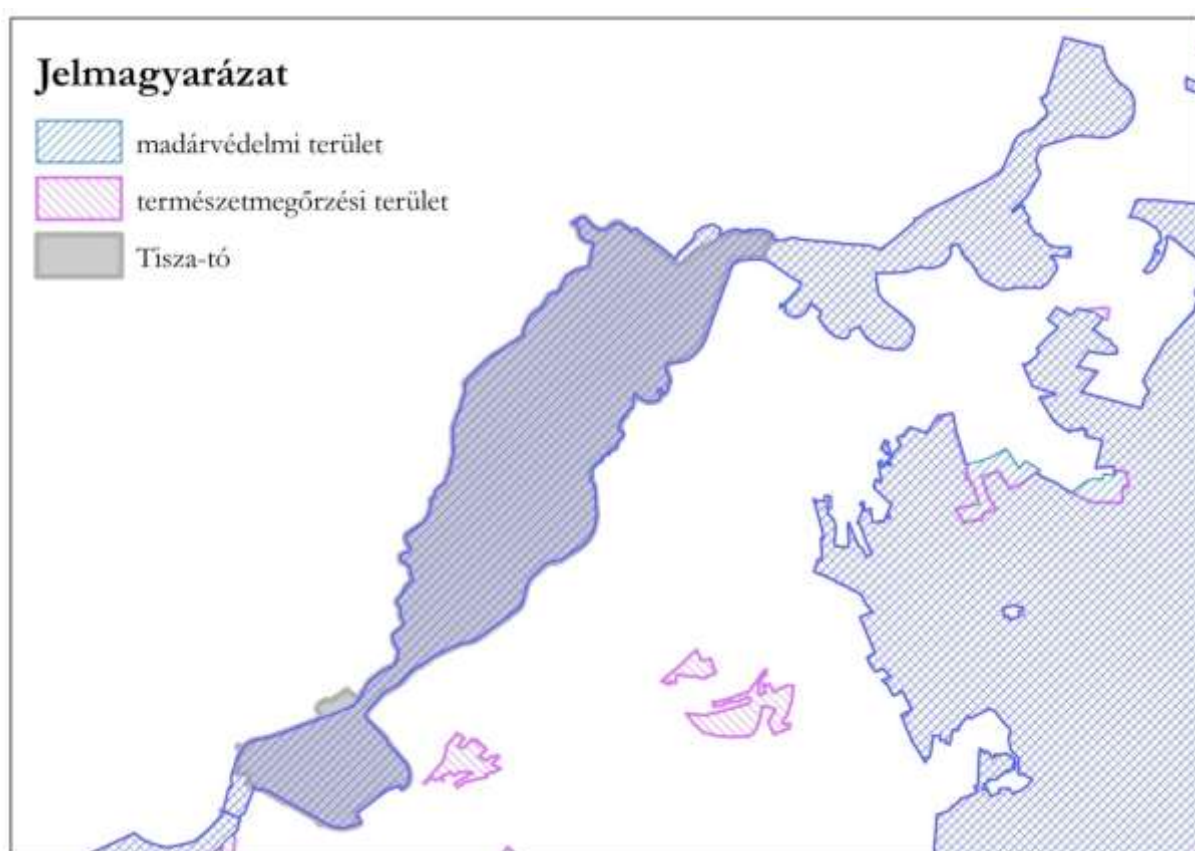 Jelmagyarázat
madárvédelmi terület
természetmegőrzési terület
Tisza-tó